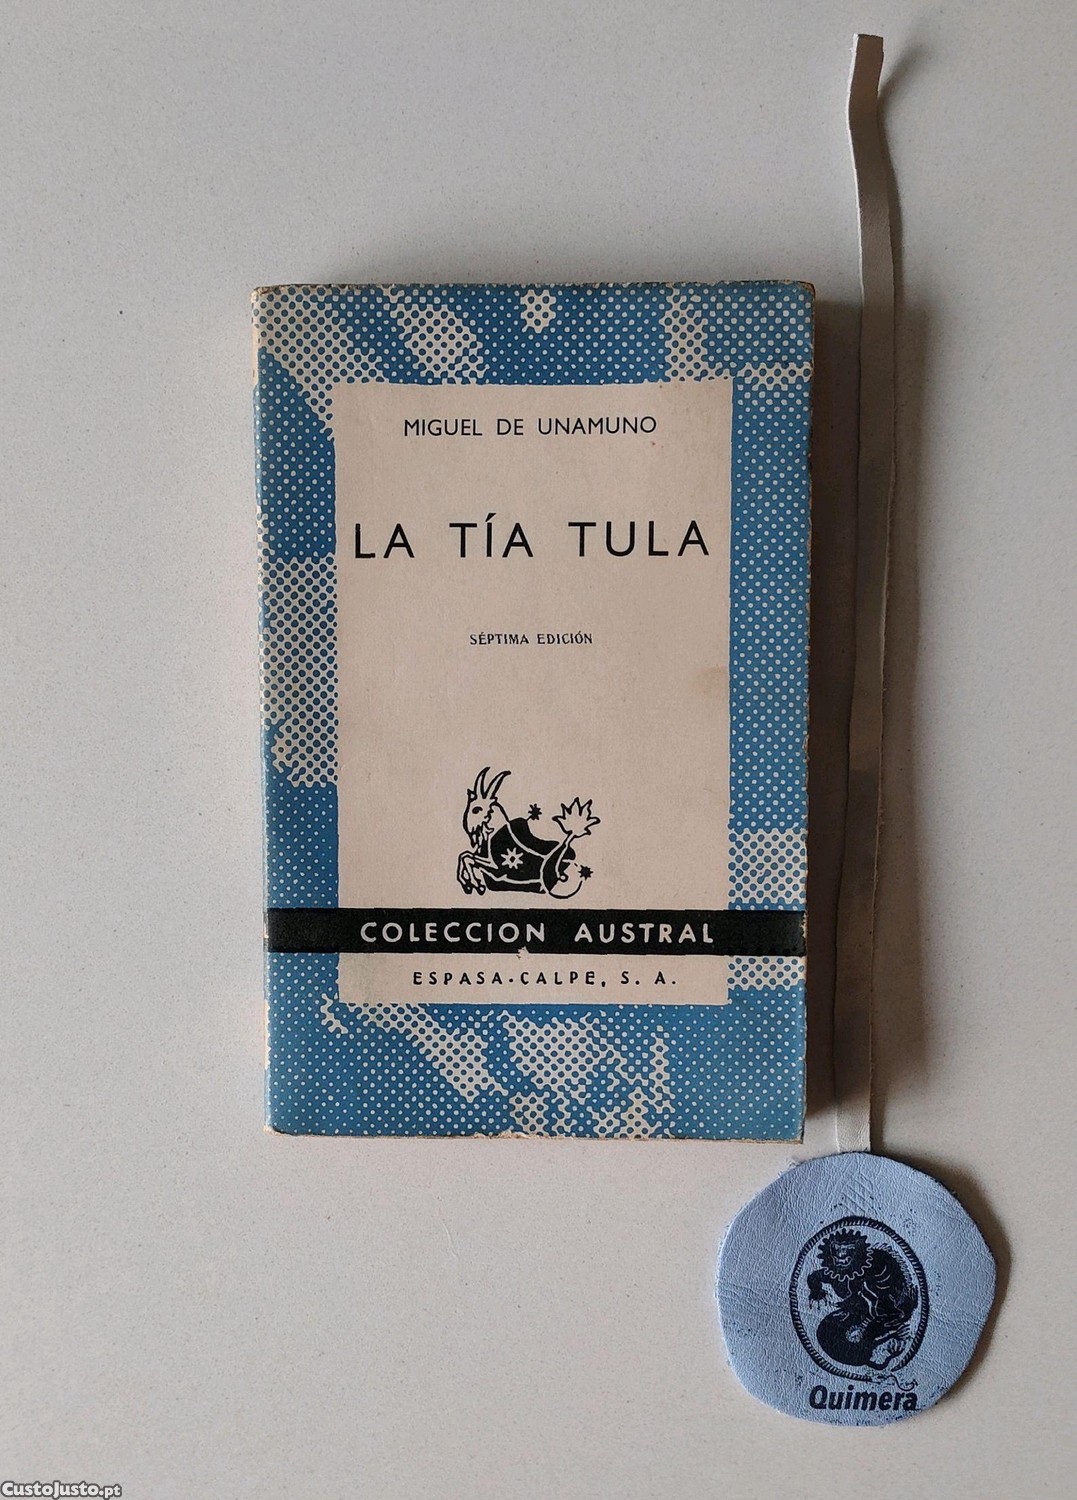 MIGUEL DE UNAMUNO
LA TÍA TULA
SÉPTIMA EDICIÓN
COLECCION AUSTRAL
ESPASA-CALPE, S. A.
Quimera
CustoJusto.pt